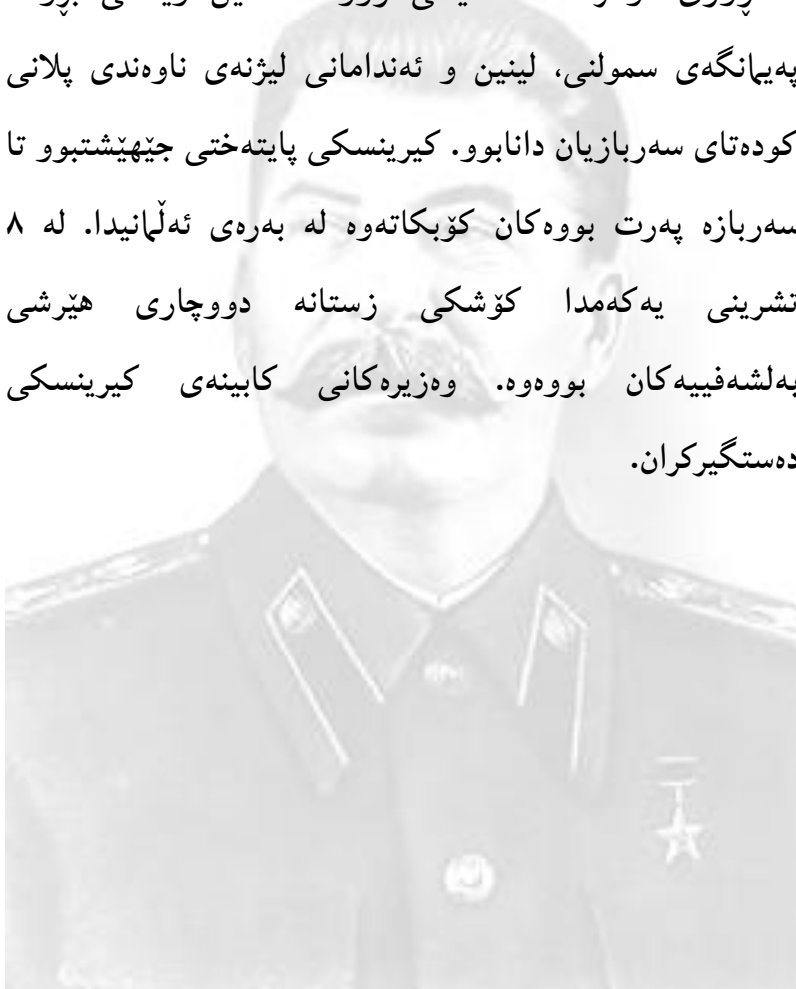 پەیمانگەی سمولنی، لینین و ئەندامانی لیژنەی ناوەندی پلانی
کودەتای سەربازیان دانابوو. کیرینسکی پایتەختی جێهێشتبوو تا
سەربازە پەرت بووەکان کۆبکاتەوە لە بەرەی ئەڵمانیدا. لە ٨
تشرینی یەکەمدا کۆشکی زستانە دووچاری هێرشی
بەلشەفییەکان بووەوە. وەزیرەکانی کابینەی کیرینسکی
دەستگیرکران.